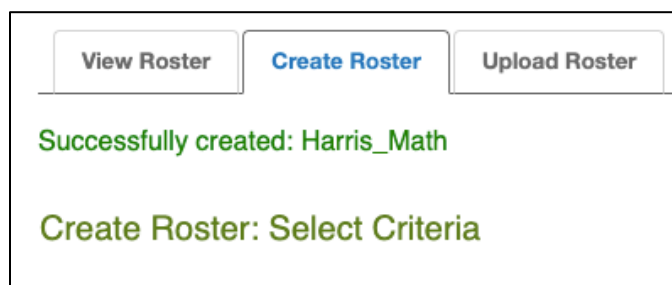 View Roster Create Roster Upload Roster
Successfully created: Harris_Math
Create Roster: Select Criteria